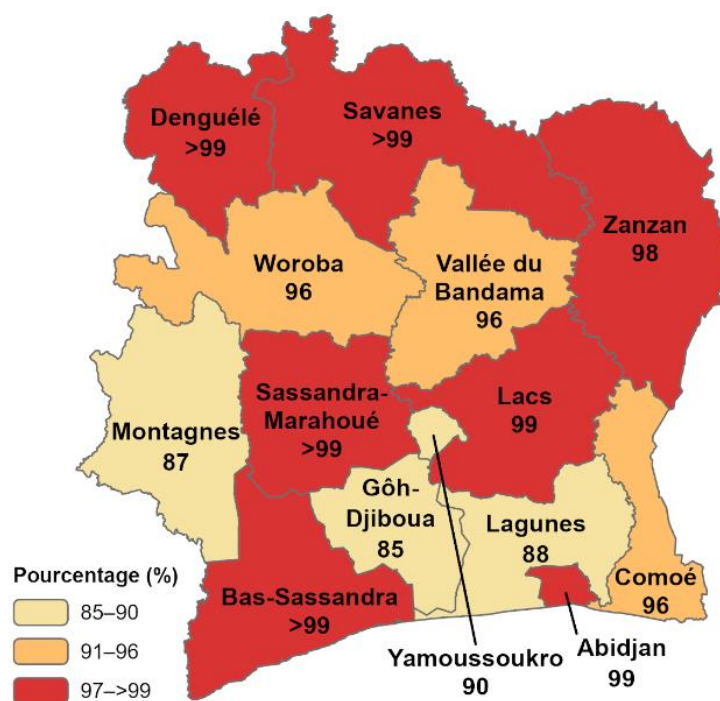 Denguélé
>99
Savanes
>99
Zanzan
98
Woroba
96
Vallée du
Bandama
96
Sassandra-
Marahoué
>99
Lacs
99
Montagnes
87
Gôh-
Djiboua
85
Lagunes
88
Comoé
96
Bas-Sassandra
>99
Yamoussoukro
90
Abidjan
99
Pourcentage (%)
85–90
91–96
97–>99